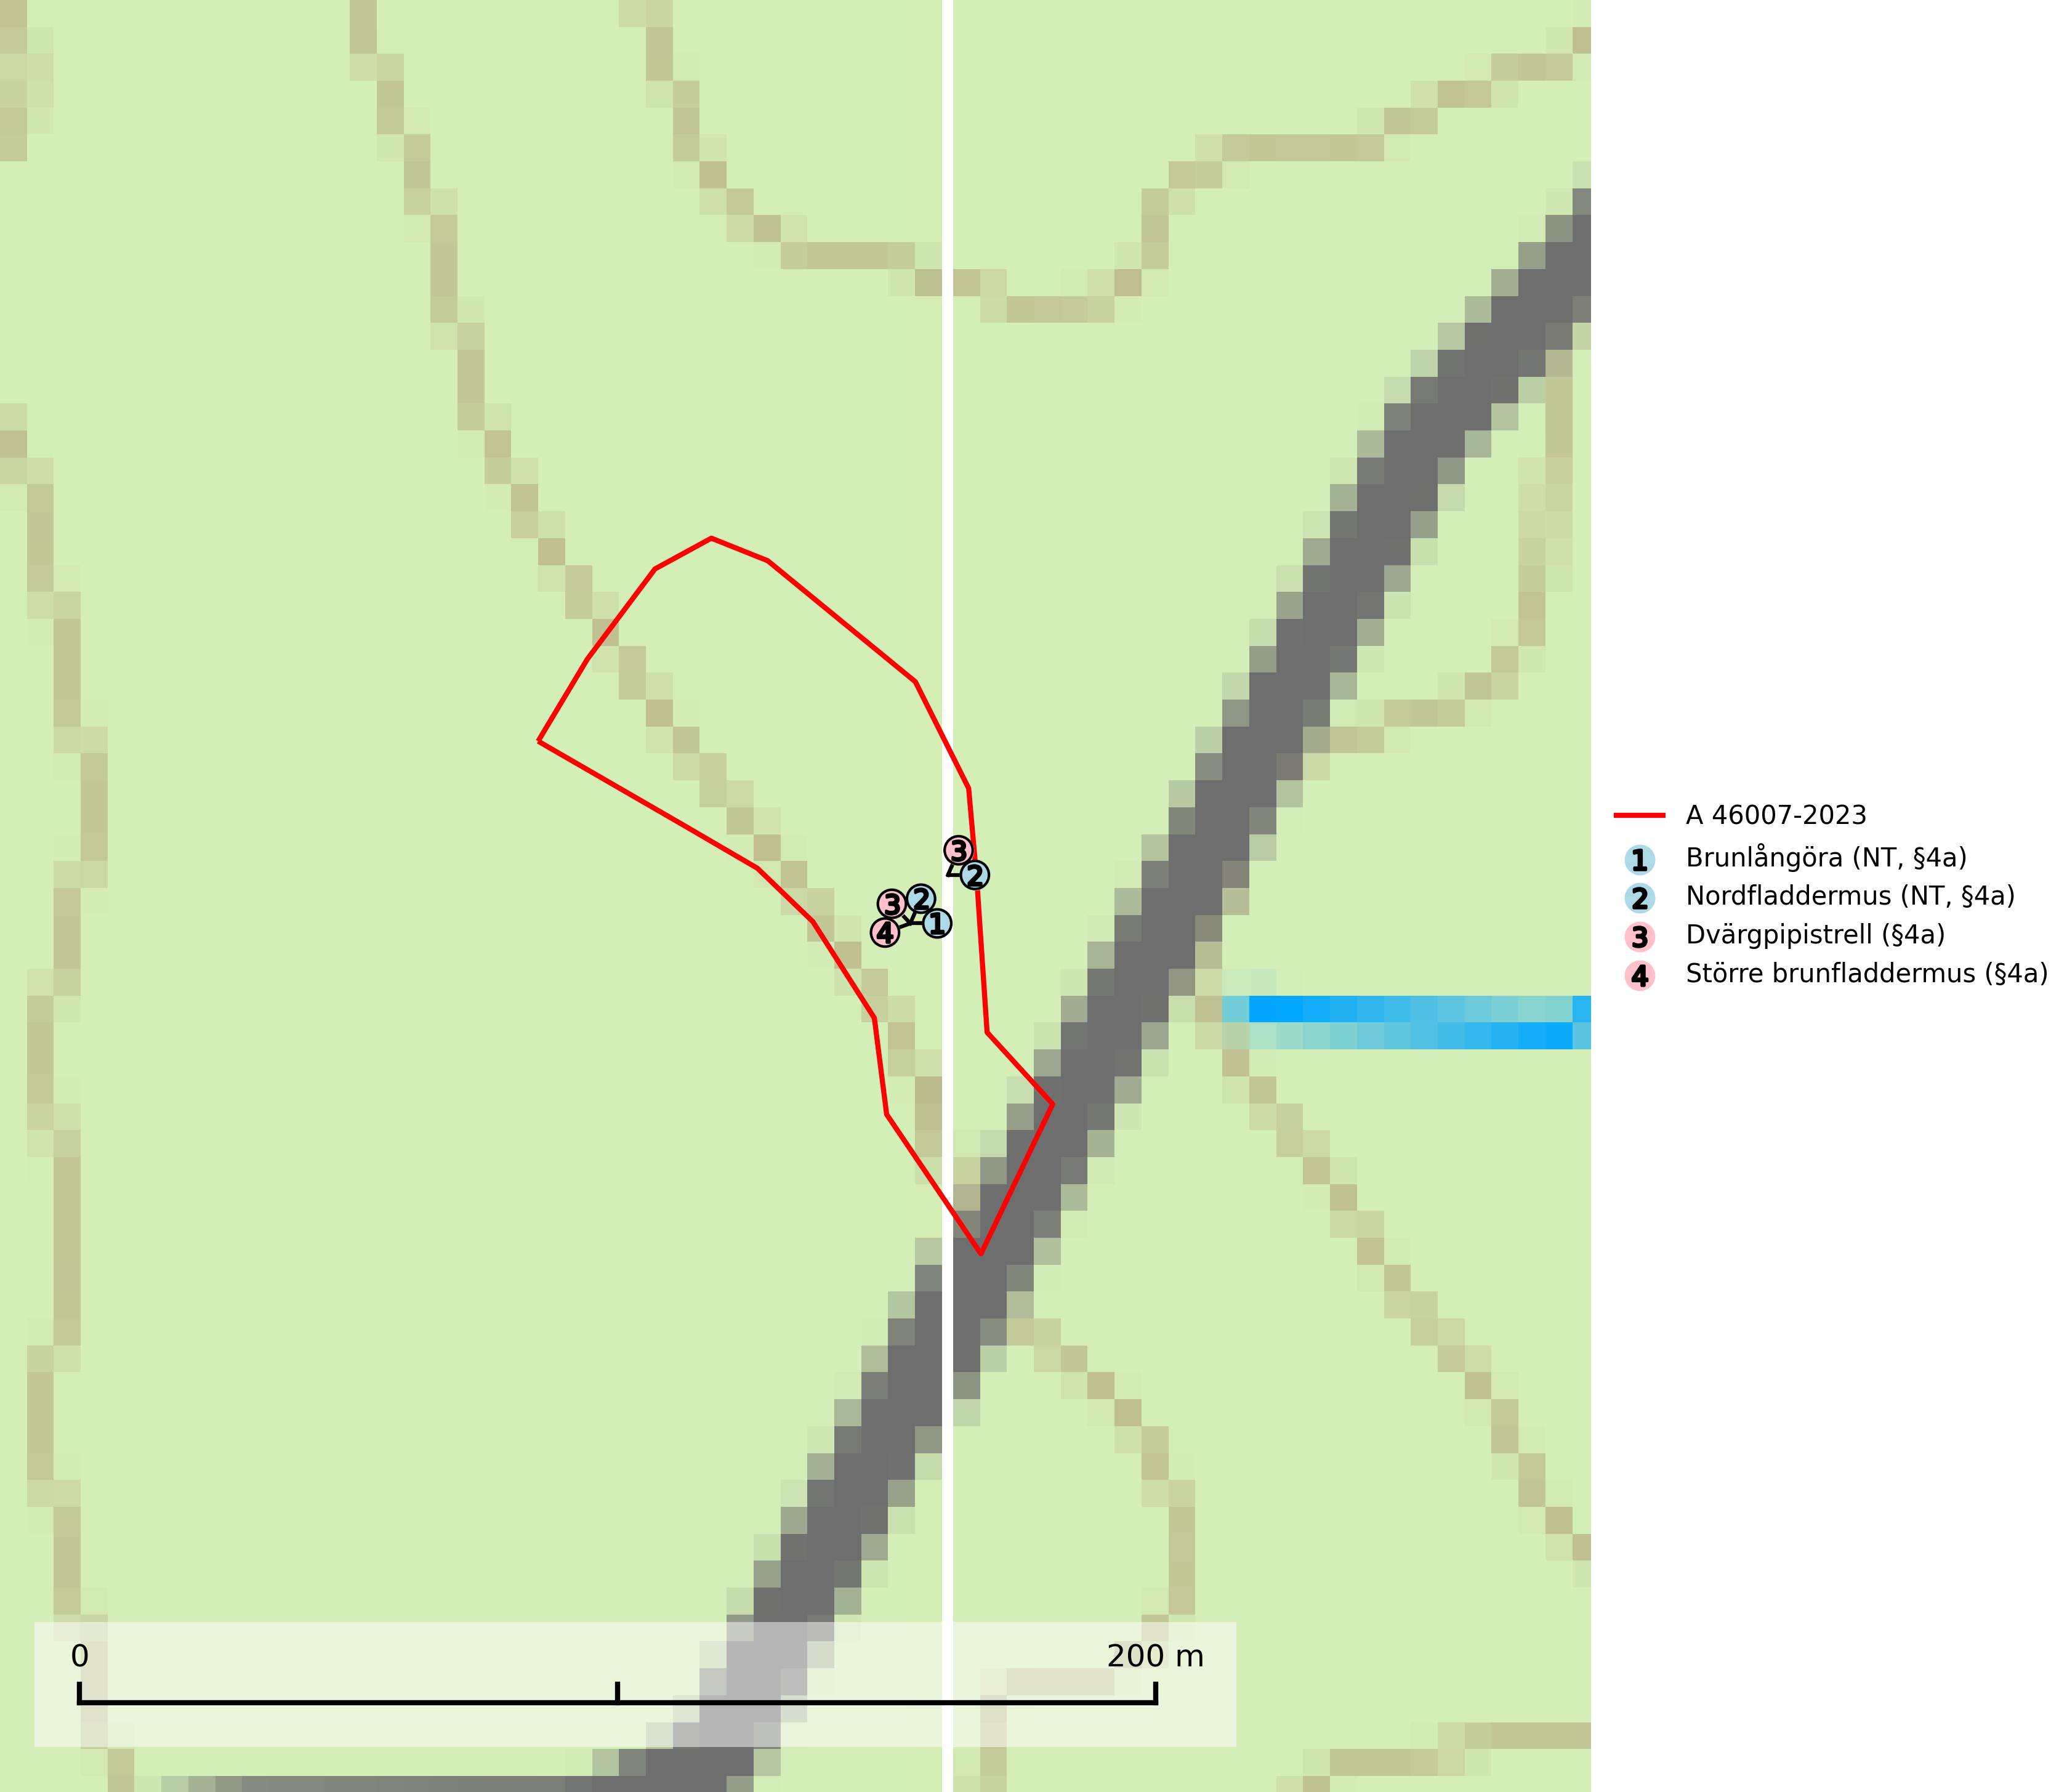 3
2
3 2
4 1
0 200 m
A 46007-2023
1 Brunlångöra (NT, §4a)
2 Nordfladdermus (NT, §4a)
3 Dvärgpipistrell (§4a)
4 Större brunfladdermus (§4a)